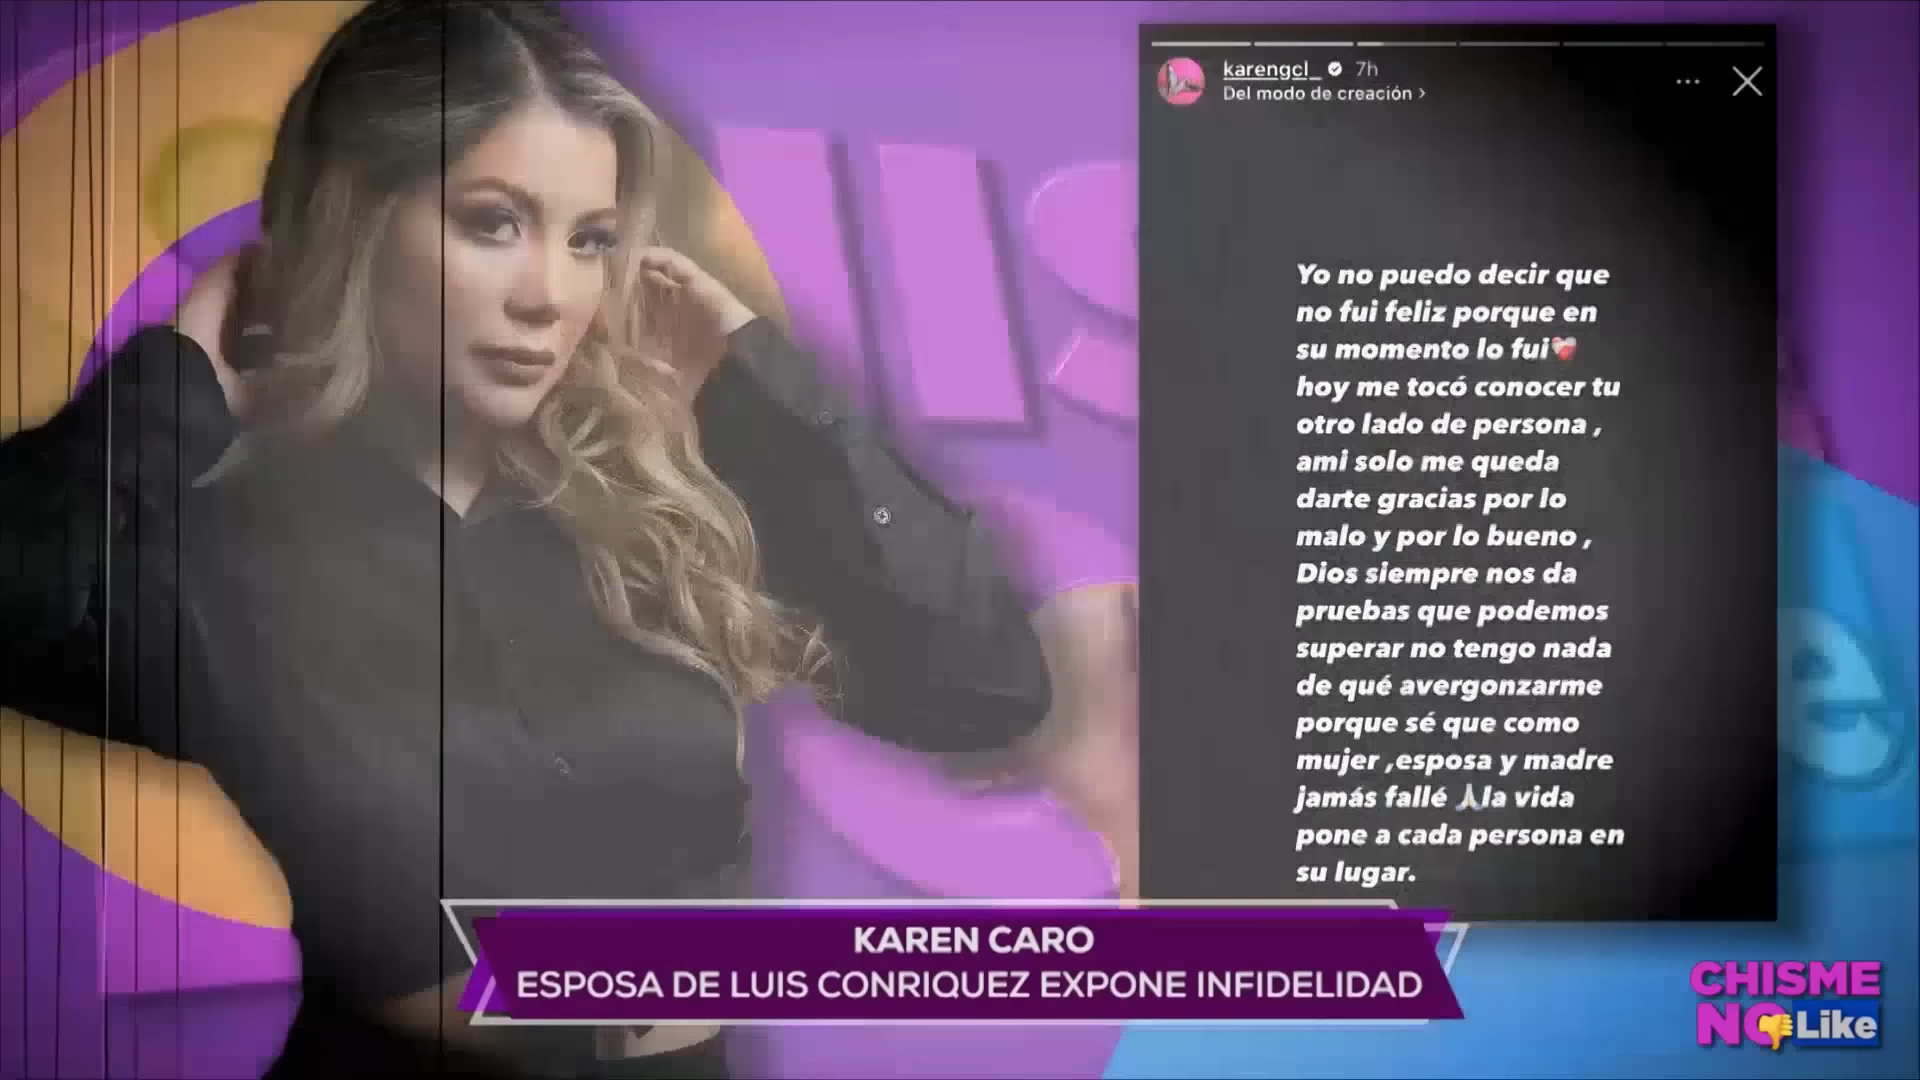 karengcl_ 7h
Del modo de creación >
Yo no puedo decir que
no fui feliz porque en
su momento lo fui❤️‍🩹
hoy me tocó conocer tu
otro lado de persona ,
ami solo me queda
darte gracias por lo
malo y por lo bueno ,
Dios siempre nos da
pruebas que podemos
superar no tengo nada
de qué avergonzarme
porque sé que como
mujer ,esposa y madre
jamás fallé 🙏🏻la vida
pone a cada persona en
su lugar.
KAREN CARO
ESPOSA DE LUIS CONRIQUEZ EXPONE INFIDELIDAD
CHISME
NO Like